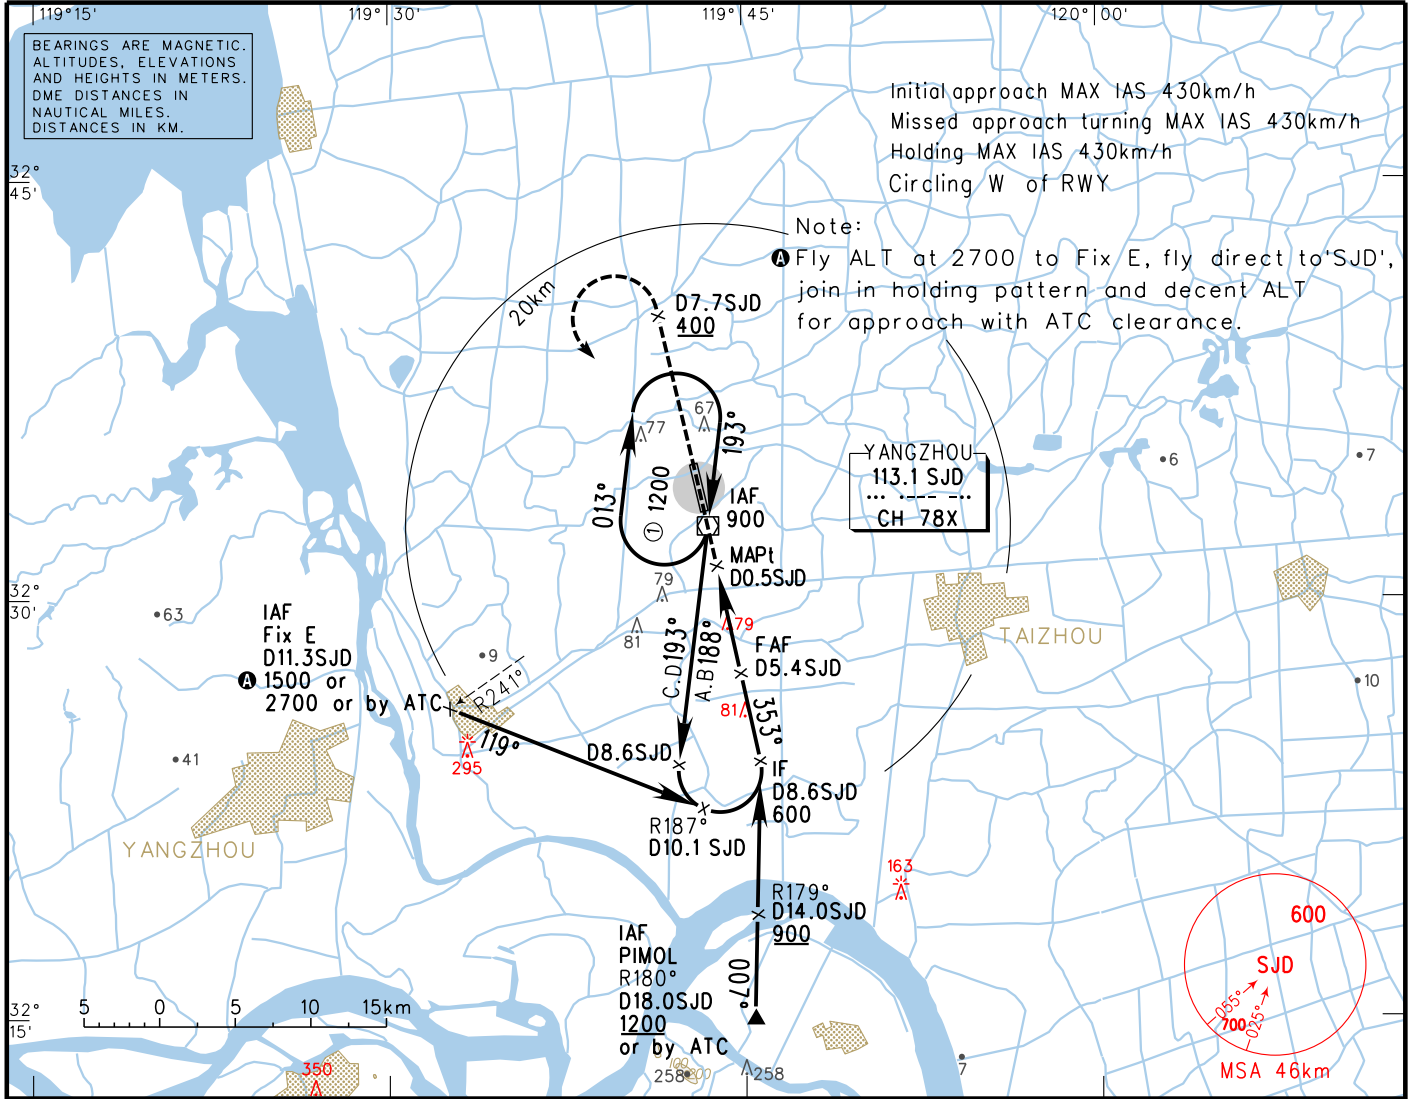 119° 15'
119° 30'
119° 45'
120° 00'
BEARINGS ARE MAGNETIC.
ALTITUDES, ELEVATIONS
AND HEIGHTS IN METERS.
DME DISTANCES IN
NAUTICAL MILES.
DISTANCES IN KM.
Initial approach MAX IAS 430km/h
Missed approach turning MAX IAS 430km/h
Holding MAX IAS 430km/h
Circling W of RWY
32°
45'
Note:
A Fly ALT at 2700 to Fix E, fly direct to'SJD',
join in holding pattern and decent ALT
for approach with ATC clearance.
20km
D7.7SJD
400
67
77
193°
013°
① 1200
IAF
900
YANGZHOU
113.1 SJD
... .--- -..
CH 78X
6
7
MAPt
D0.5SJD
79
81
79
32°
30'
63
IAF
Fix E
D11.3SJD
A 1500 or
2700 or by ATC
9
R241°
C.D193°
A.B188°
FAF
D5.4SJD
TAIZHOU
10
81
353°
119°
295
41
D8.6SJD
IF
D8.6SJD
600
R187°
D10.1 SJD
YANGZHOU
163
R179°
D14.0SJD
900
007°
IAF
PIMOL
R180°
D18.0SJD
1200
or by ATC
600
SJD
055°
025°
700
MSA 46km
32°
15'
5 0 5 10 15km
350
100
200
258
258
7